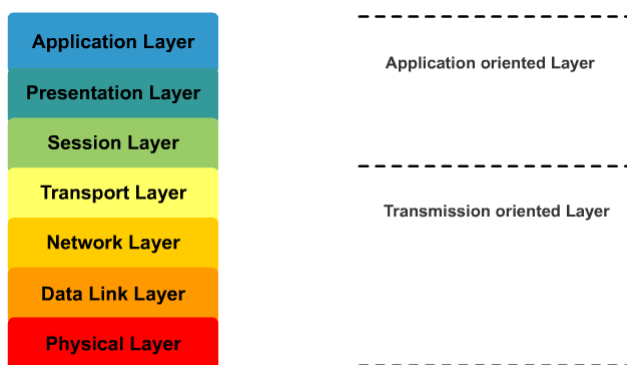 Application Layer
Presentation Layer
Session Layer
Transport Layer
Network Layer
Data Link Layer
Physical Layer
Application oriented Layer
Transmission oriented Layer